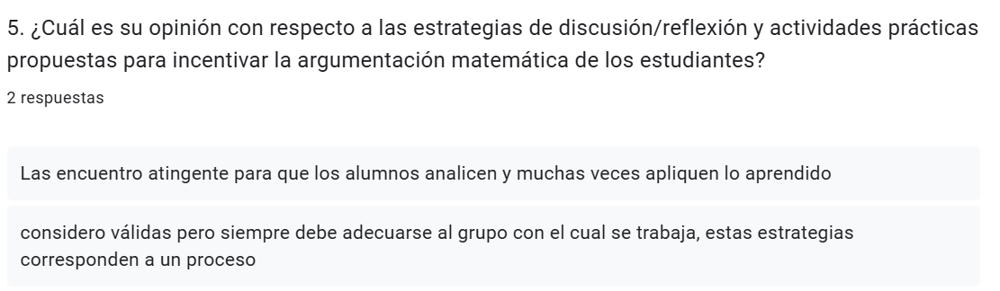 5. ¿Cuál es su opinión con respecto a las estrategias de discusión/reflexión y actividades prácticas
propuestas para incentivar la argumentación matemática de los estudiantes?
2 respuestas
Las encuentro atingente para que los alumnos analicen y muchas veces apliquen lo aprendido
considero válidas pero siempre debe adecuarse al grupo con el cual se trabaja, estas estrategias
corresponden a un proceso